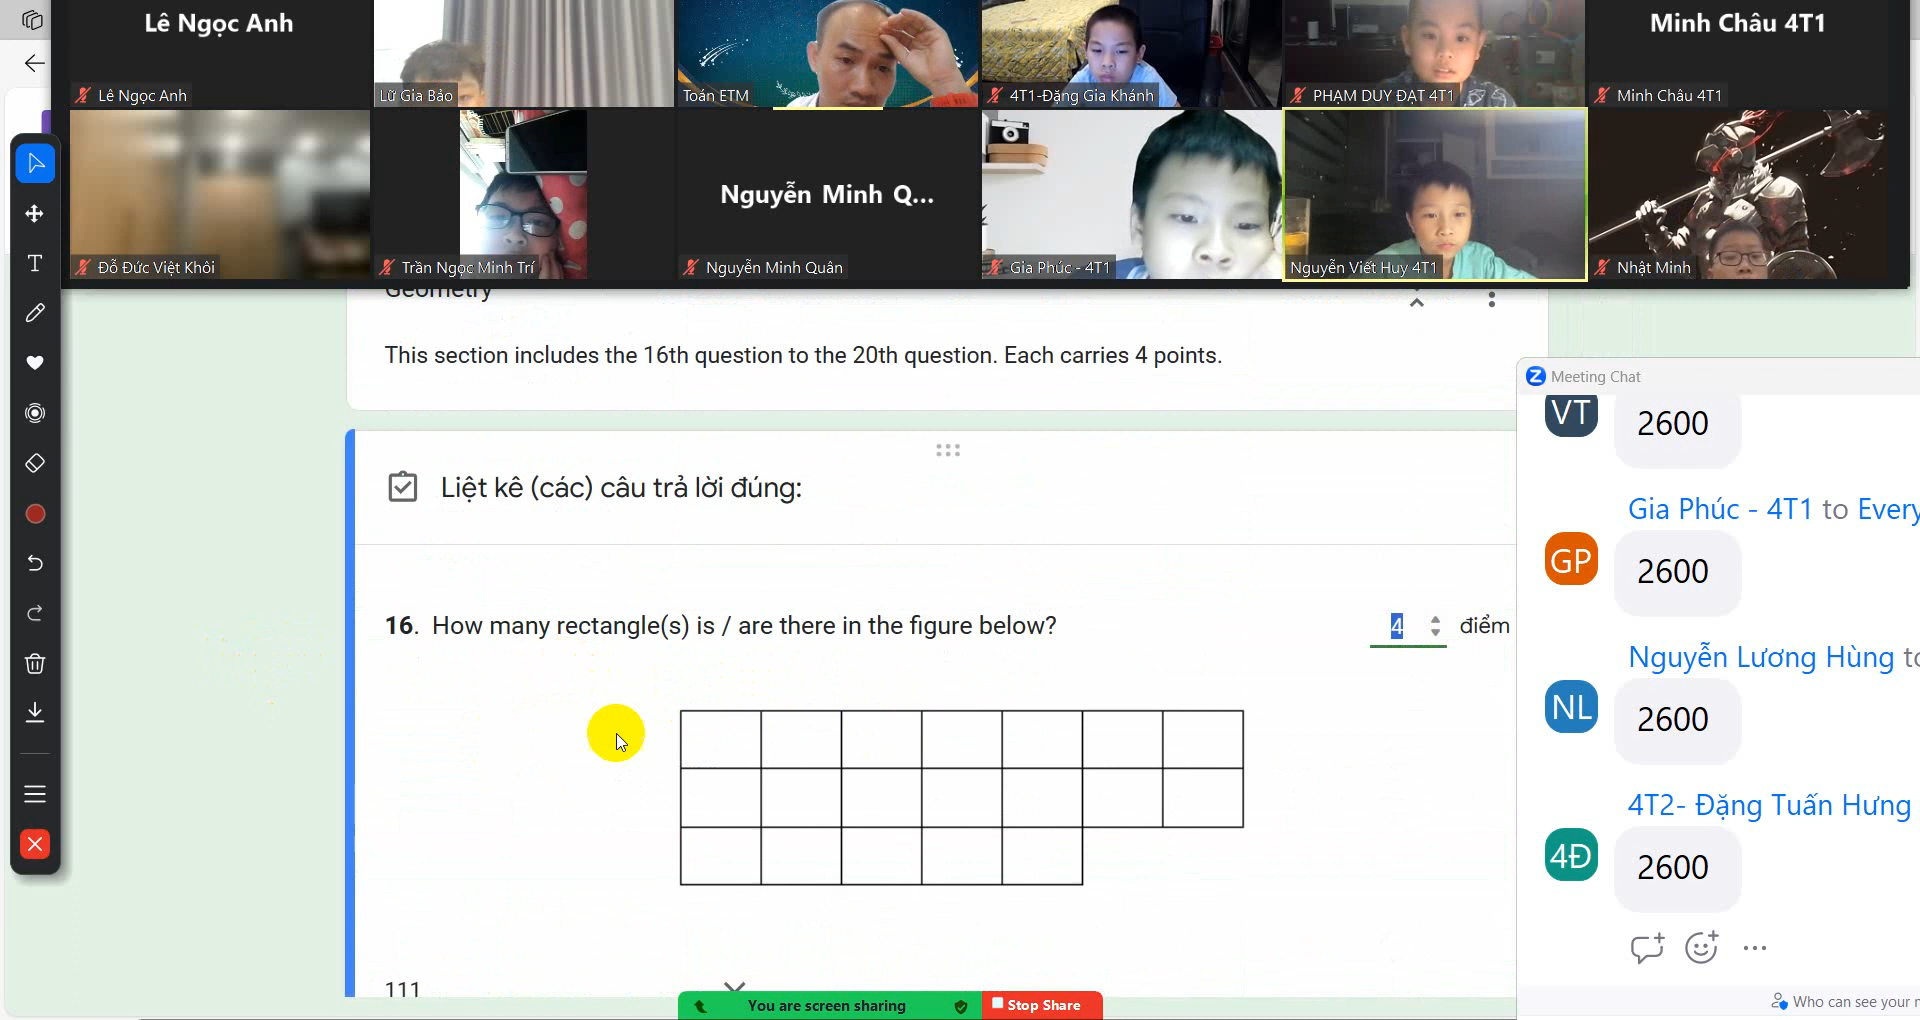 Lê Ngọc Anh
Minh Châu 4T1
Lê Ngọc Anh
Lữ Gia Bảo
Toán ETM
4T1-Đặng Gia Khánh
PHẠM DUY ĐẠT 4T1
Minh Châu 4T1
Nguyễn Minh Q...
Đỗ Đức Việt Khôi
Trần Ngọc Minh Trí
Nguyễn Minh Quân
Gia Phúc - 4T1
Nguyễn Viết Huy 4T1
Nhật Minh
Geometry
This section includes the 16th question to the 20th question. Each carries 4 points.
Liệt kê (các) câu trả lời đúng:
16. How many rectangle(s) is / are there in the figure below?
4 điểm
111
You are screen sharing
Stop Share
Meeting Chat
VT
2600
Gia Phúc - 4T1 to Every
GP
2600
Nguyễn Lương Hùng to
NL
2600
4T2- Đặng Tuấn Hưng
4Đ
2600
Who can see your